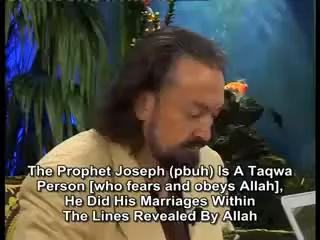 The Prophet Joseph (pbuh) Is A Taqwa
Person [who fears and obeys Allah],
He Did His Marriages Within
The Lines Revealed By Allah